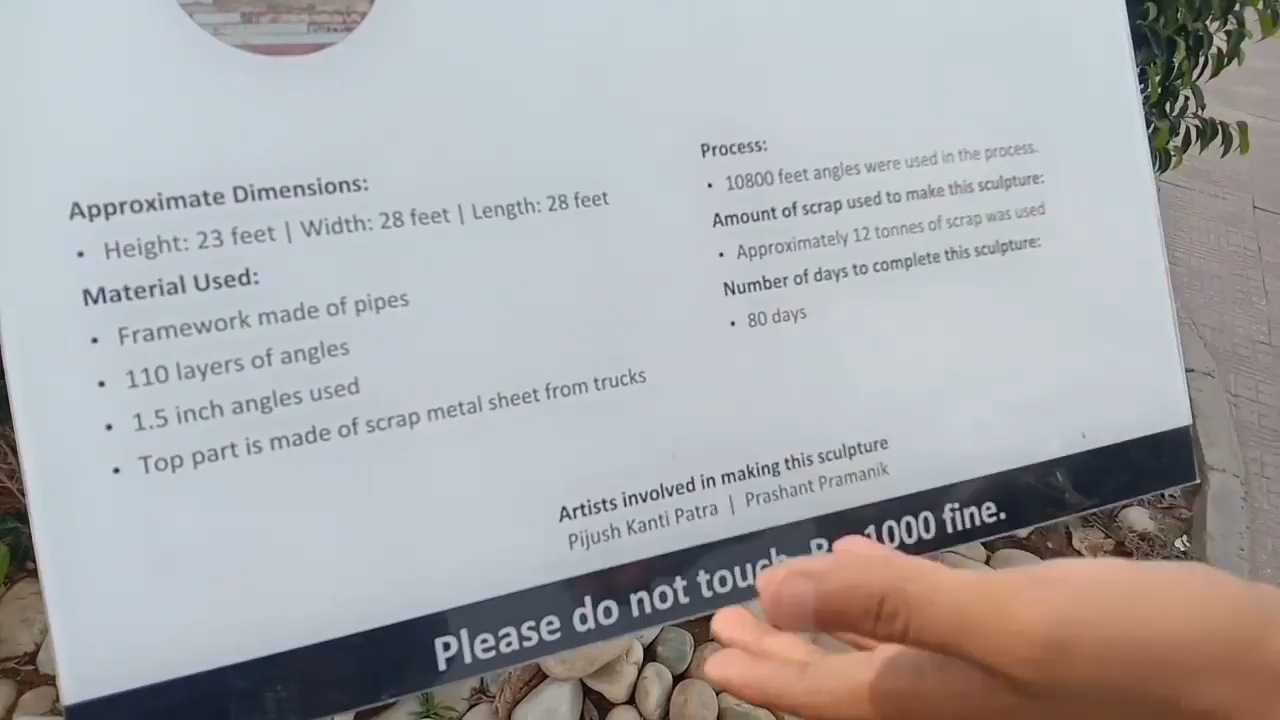 Approximate Dimensions:
• Height: 23 feet | Width: 28 feet | Length: 28 feet
Material Used:
• Framework made of pipes
• 110 layers of angles
• 1.5 inch angles used
• Top part is made of scrap metal sheet from trucks
Process:
• 10800 feet angles were used in the process.
Amount of scrap used to make this sculpture:
• Approximately 12 tonnes of scrap was used
Number of days to complete this sculpture:
• 80 days
Artists involved in making this sculpture
Pijush Kanti Patra | Prashant Pramanik
Please do not touch 1000 fine.